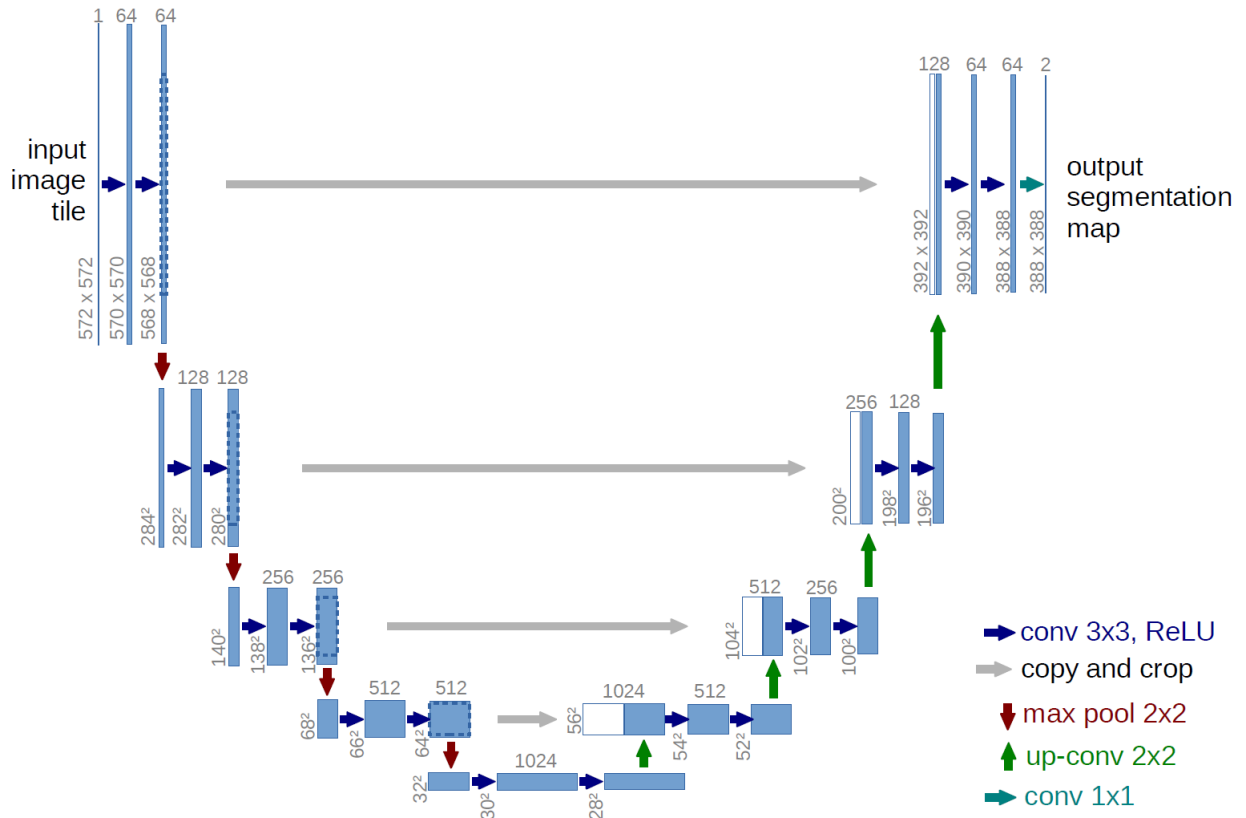 1 64 64
128 64 64 2
input
image
tile
output
segmentation
map
572 x 572
570 x 570
568 x 568
392 x 392
390 x 390
388 x 388
388 x 388
128 128
256 128
284²
282²
280²
200²
198²
196²
256 256
512 256
140²
138²
136²
104²
102²
100²
512 512
1024 512
68²
66²
64²
56²
54²
52²
1024
32²
30²
28²
conv 3x3, ReLU
copy and crop
max pool 2x2
up-conv 2x2
conv 1x1